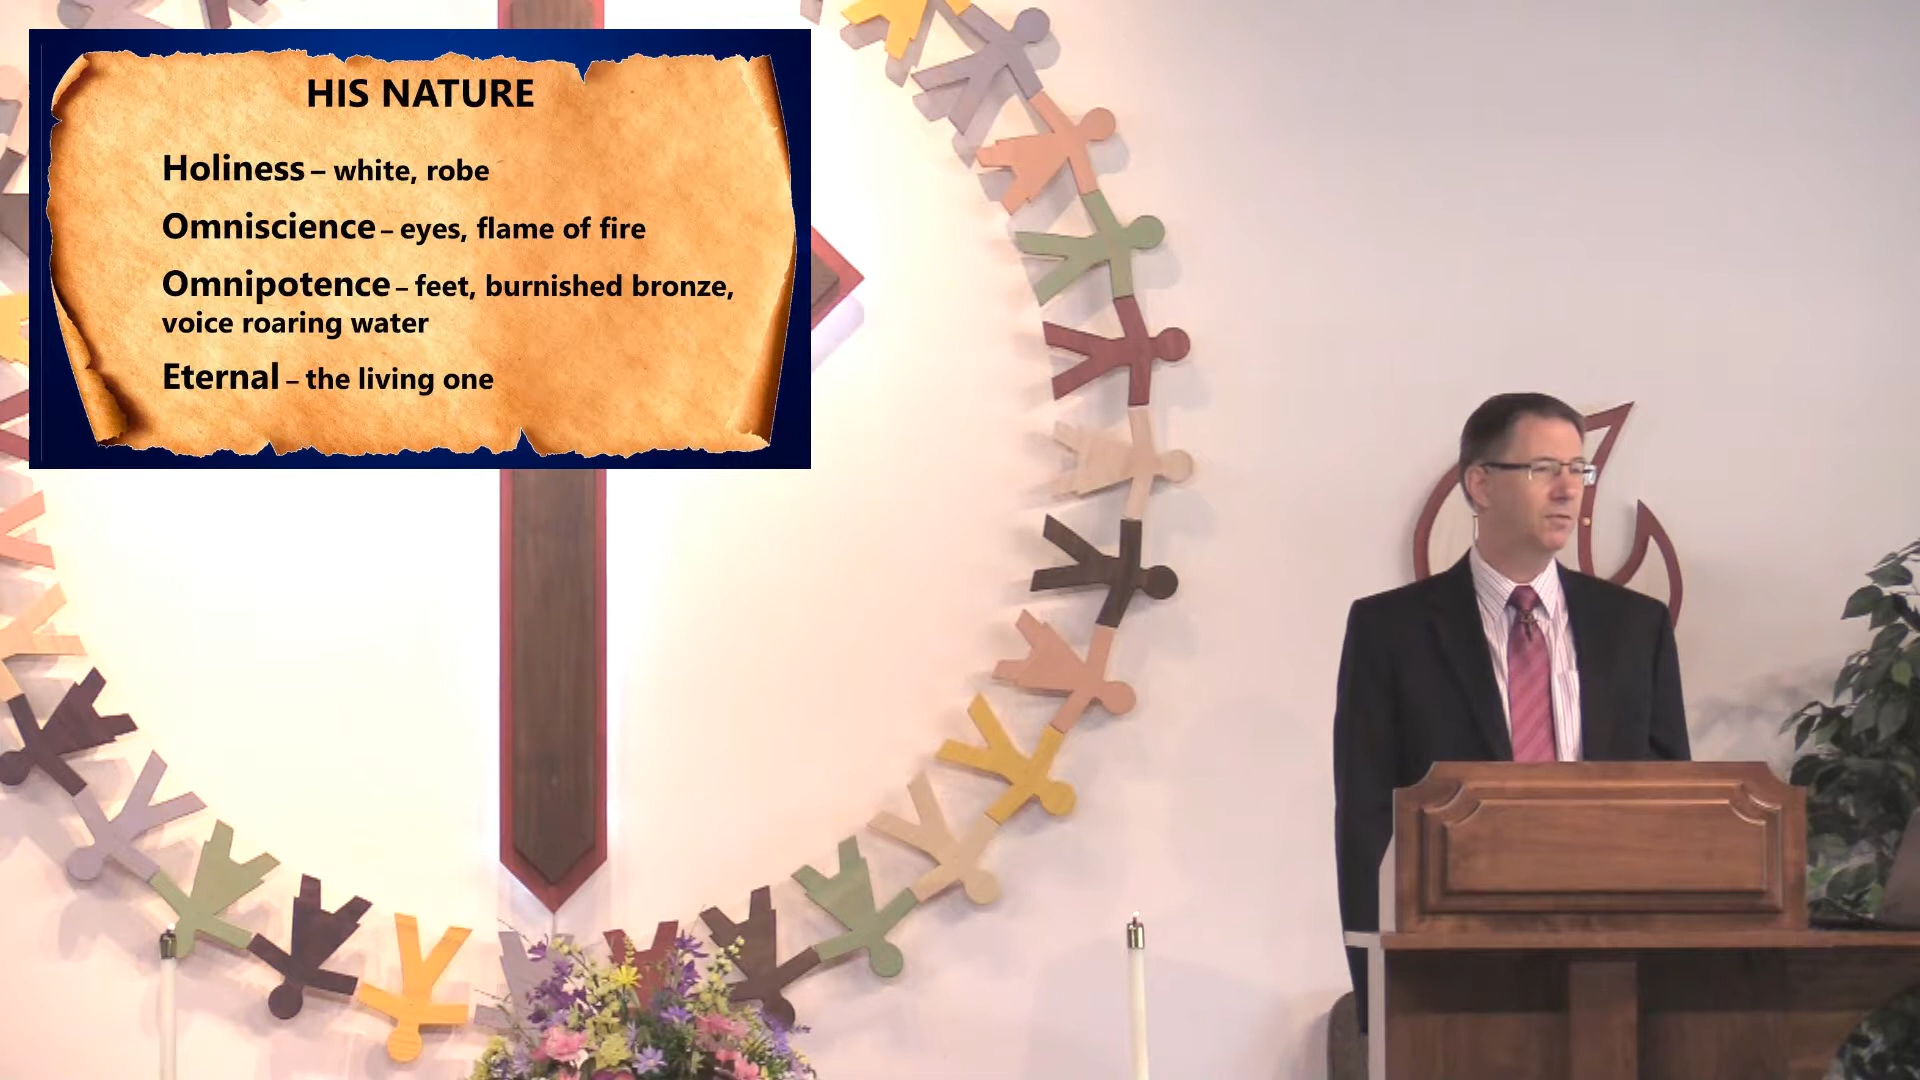 HIS NATURE
Holiness – white, robe
Omniscience – eyes, flame of fire
Omnipotence – feet, burnished bronze,
voice roaring water
Eternal – the living one